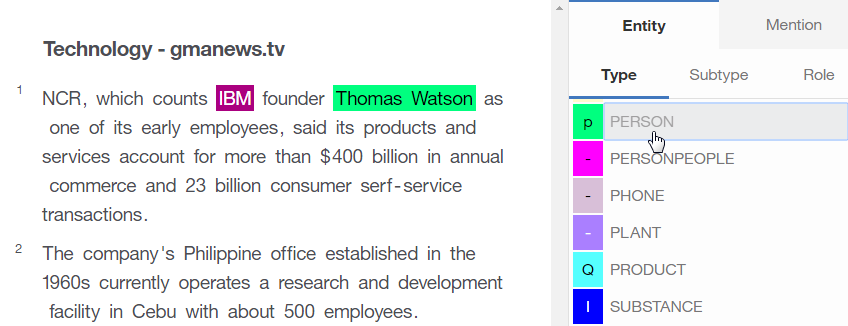 Technology - gmanews.tv
1
NCR, which counts IBM founder Thomas Watson as
one of its early employees, said its products and
services account for more than $400 billion in annual
commerce and 23 billion consumer serf-service
transactions.
2
The company's Philippine office established in the
1960s currently operates a research and development
facility in Cebu with about 500 employees.
Entity Mention
Type Subtype Role
p PERSON
- PERSONPEOPLE
- PHONE
- PLANT
Q PRODUCT
I SUBSTANCE